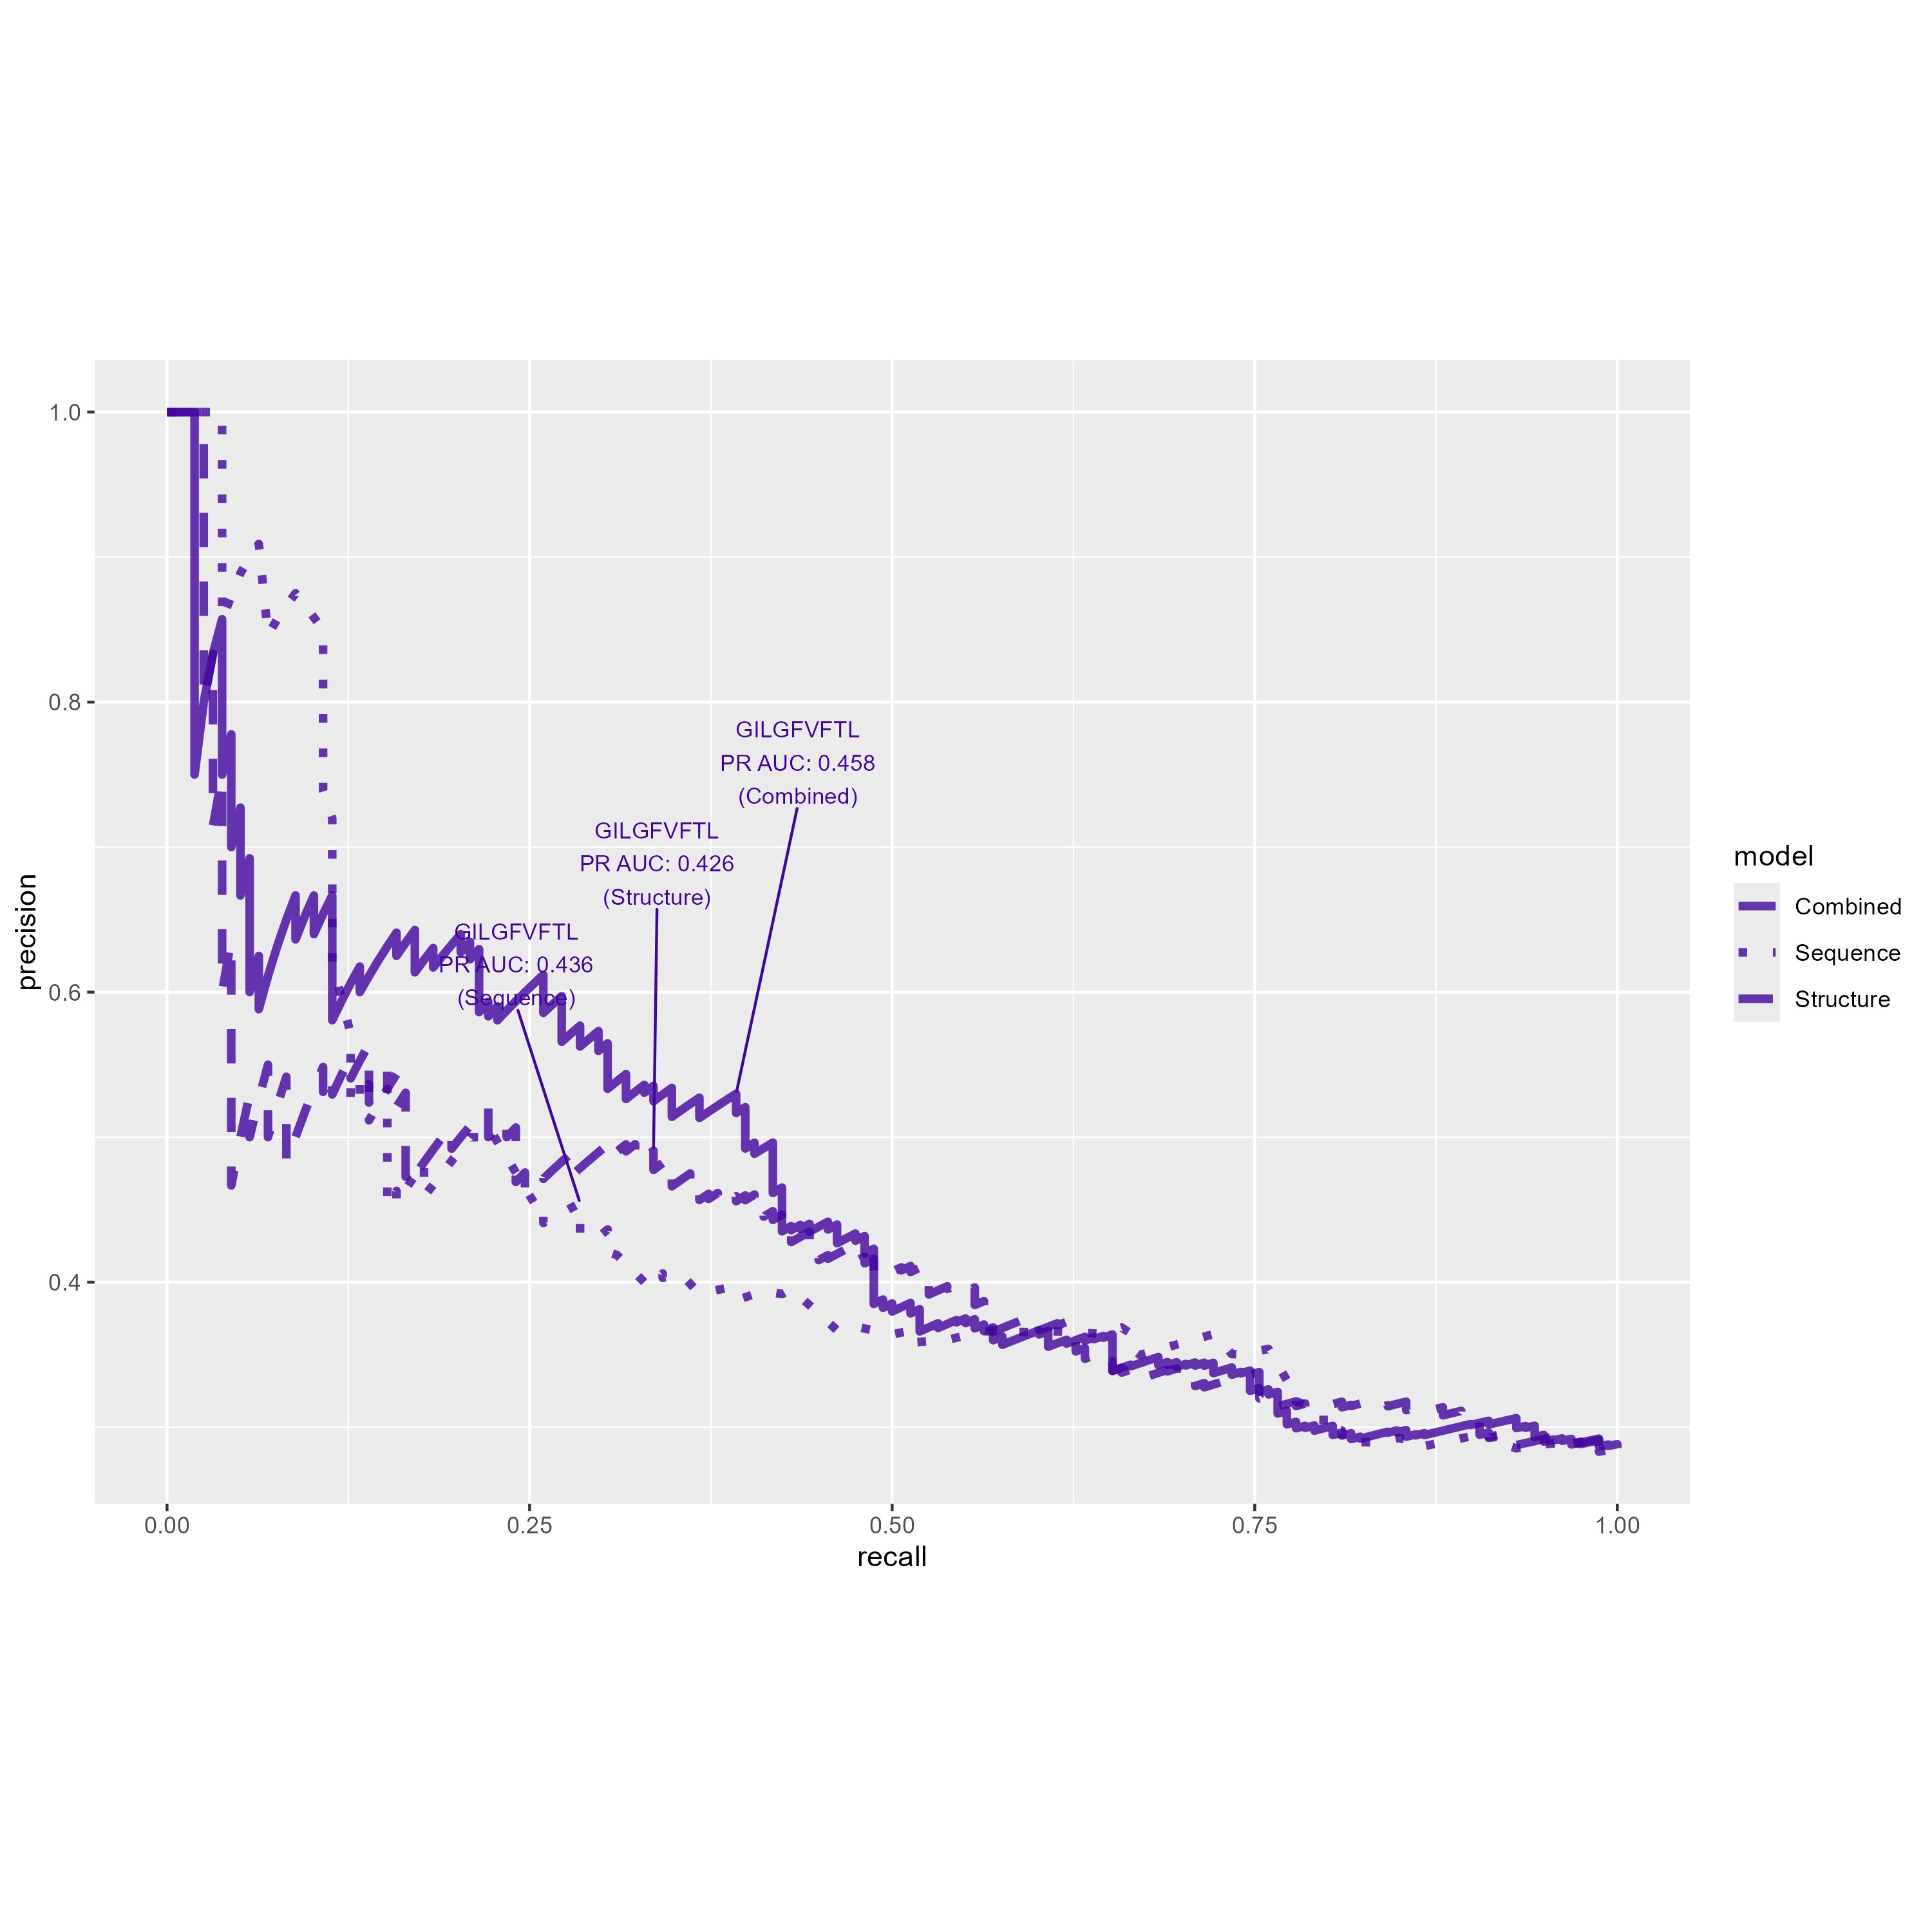 1.0
0.8
0.6
0.4
precision
GILGFVFTL
PR AUC: 0.458
(Combined)
GILGFVFTL
PR AUC: 0.426
(Structure)
GILGFVFTL
PR AUC: 0.436
(Sequence)
0.00
0.25
0.50
0.75
1.00
recall
model
Combined
Sequence
Structure